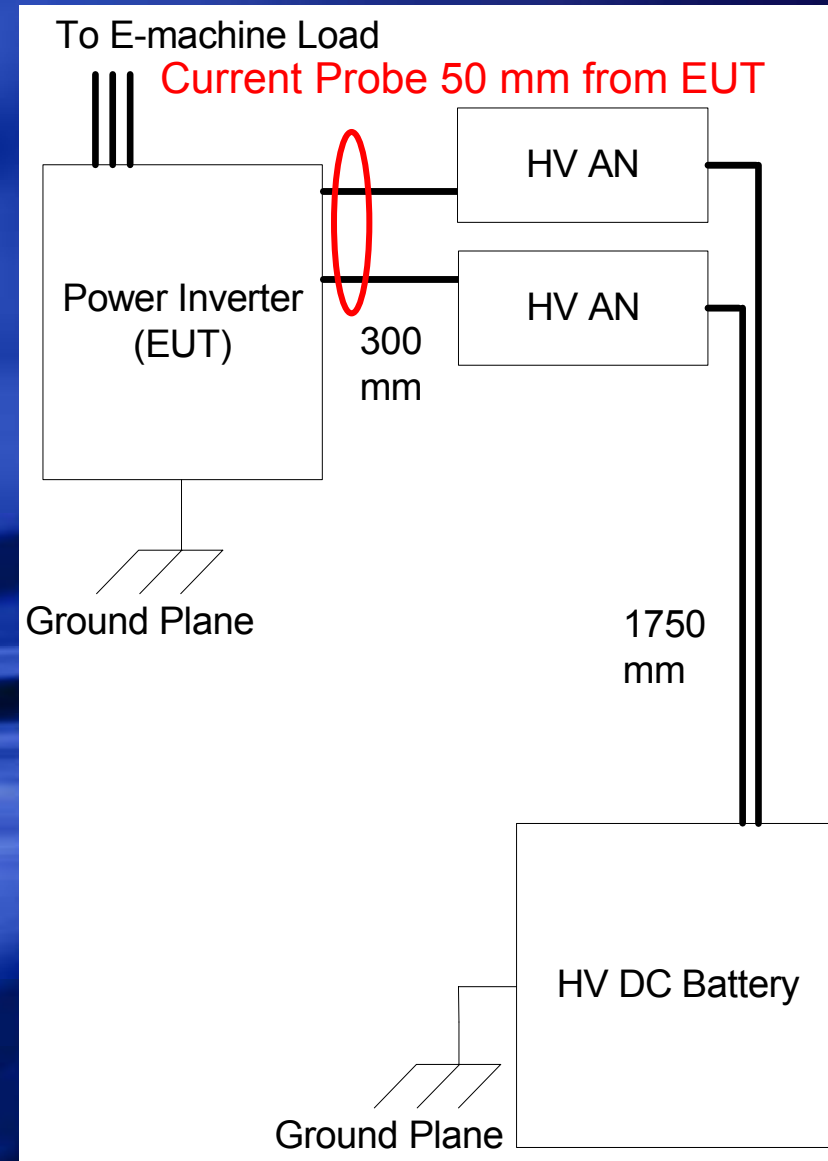 To E-machine Load
Current Probe 50 mm from EUT
HV AN
Power Inverter
(EUT)
HV AN
300
mm
Ground Plane
1750
mm
HV DC Battery
Ground Plane